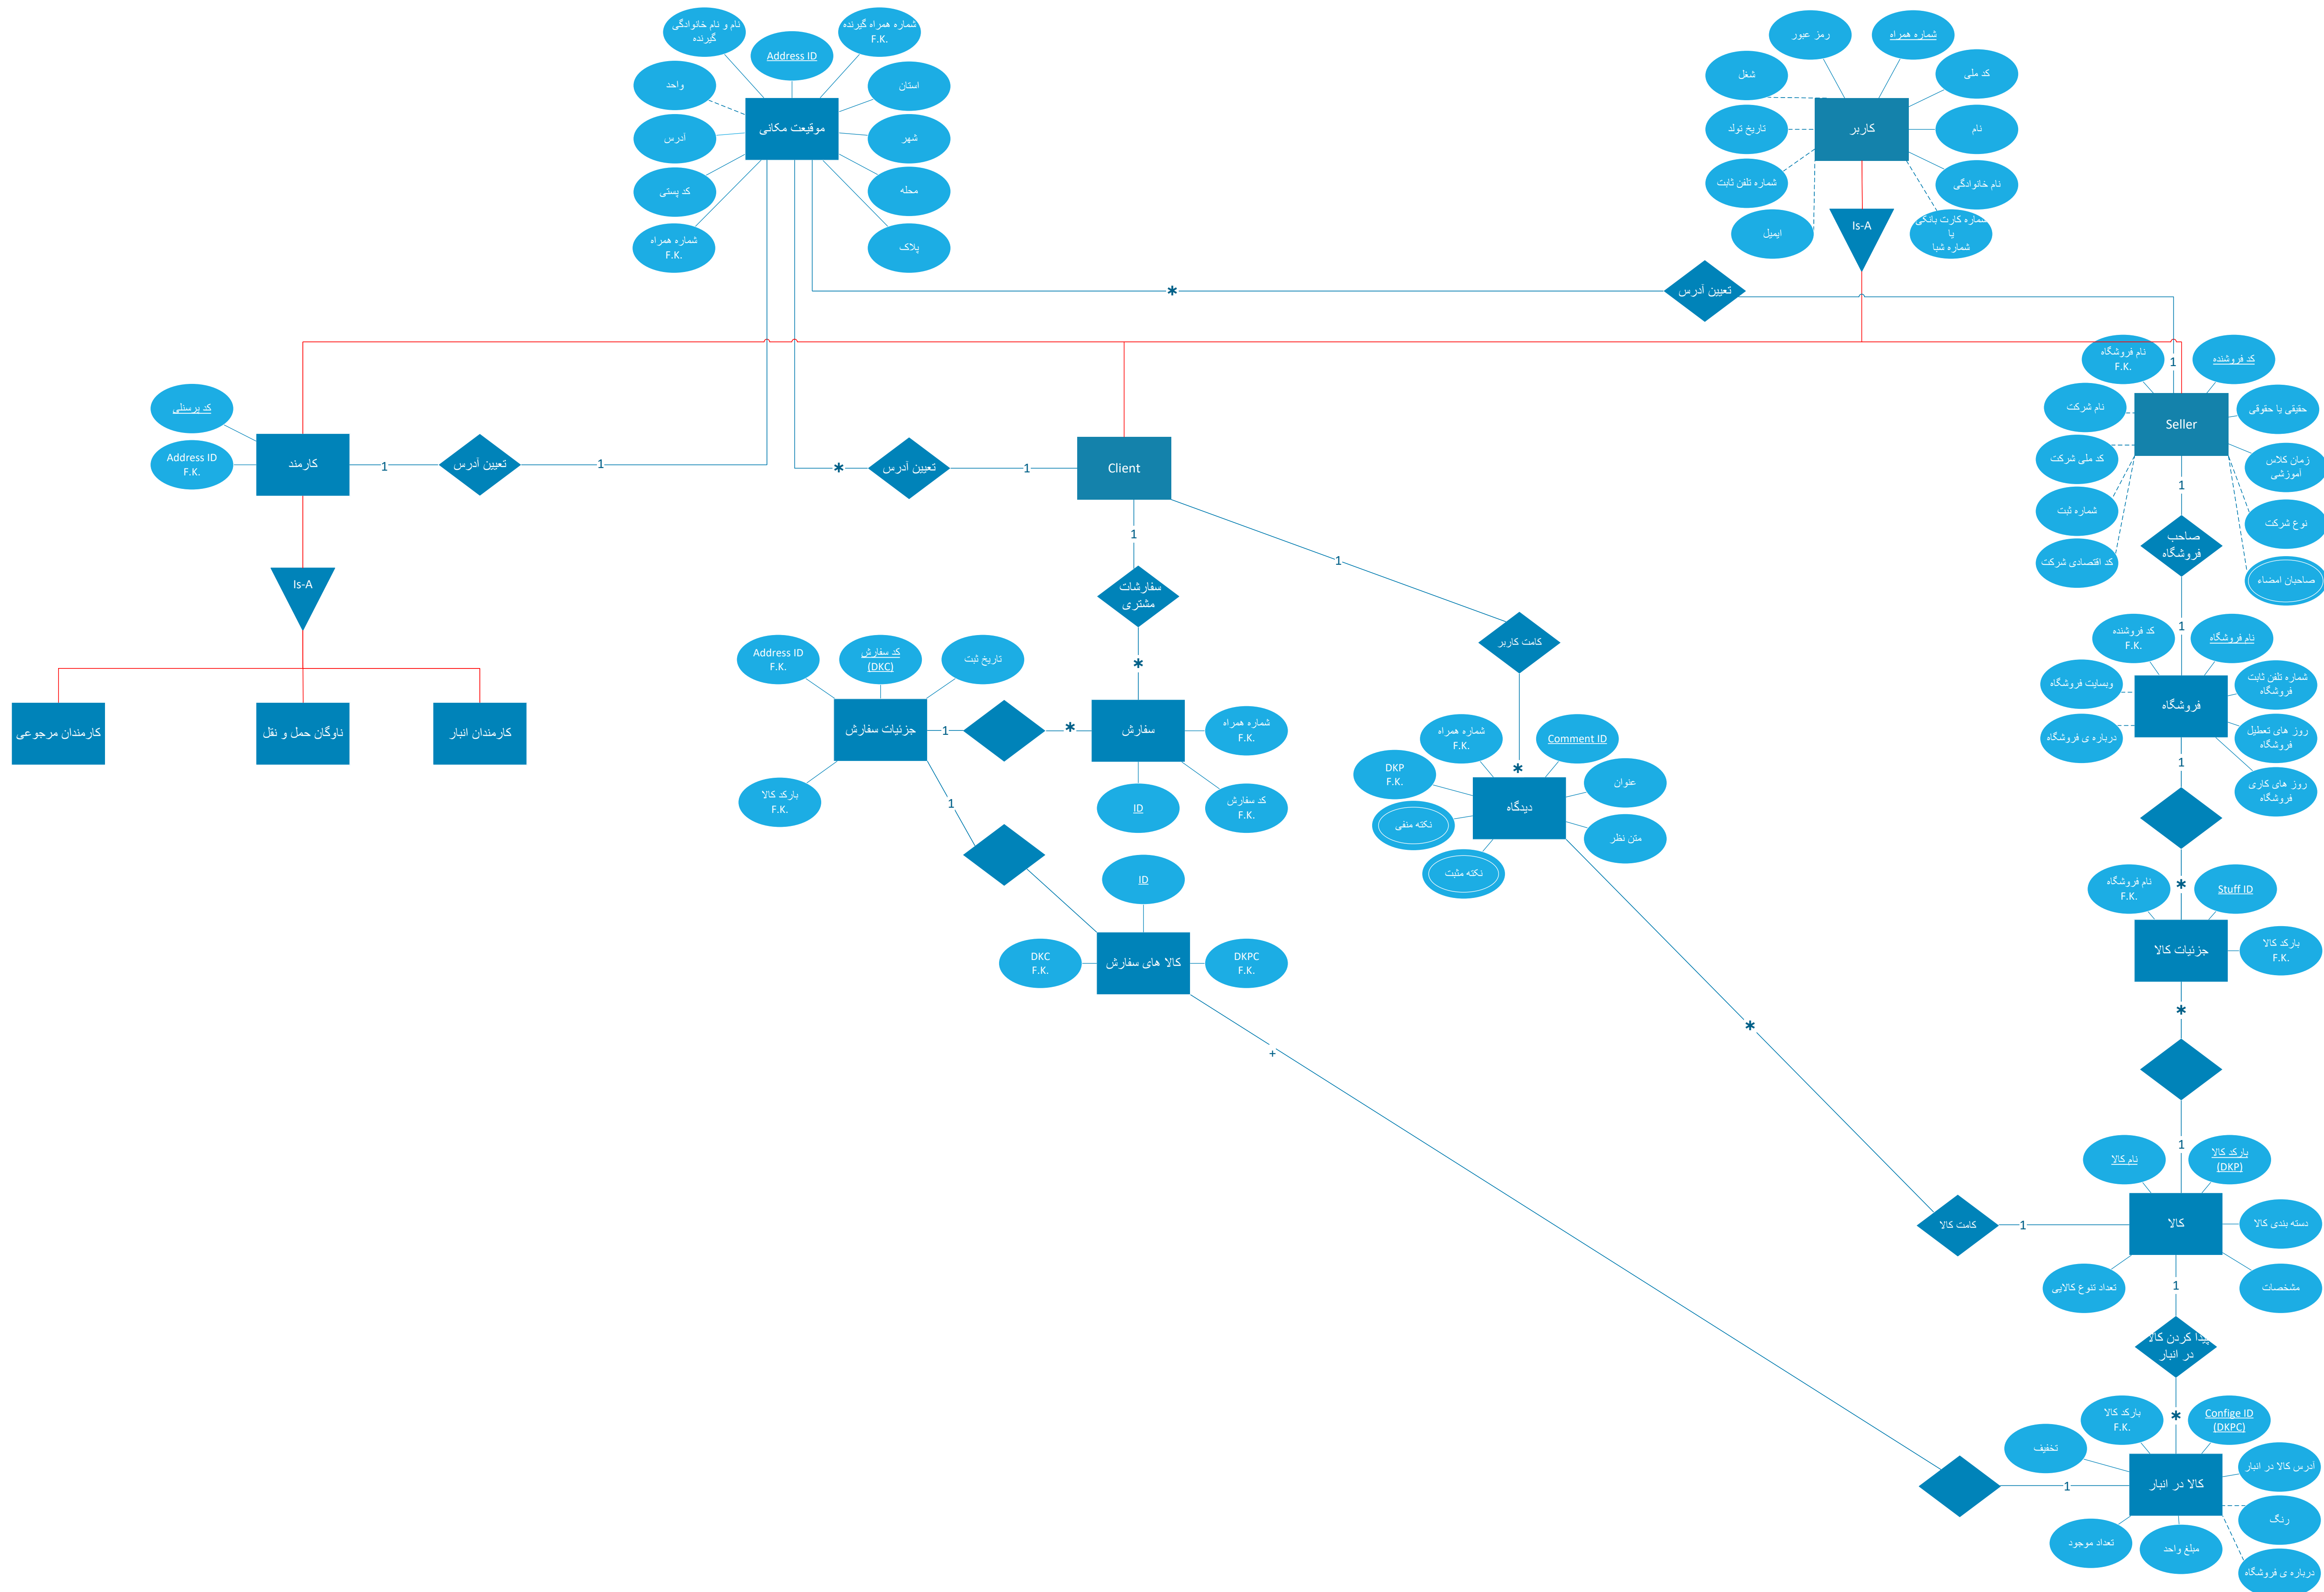 نام و نام خانوادگی
گیرنده
Address ID
شماره همراه گیرنده
F.K.
واحد
استان
موقیعت مکانی
آدرس
شهر
کد پستی
محله
شماره همراه
F.K.
پلاک
رمز عبور
شماره همراه
شغل
کد ملّی
کاربر
تاریخ تولد
نام
شماره تلفن ثابت
نام خانوادگی
ایمیل
شماره کارت بانکی
یا
شماره شبا
Is-A
تعیین آدرس
*
1
نام فروشگاه
F.K.
کد فروشنده
نام شرکت
حقیقی یا حقوقی
Seller
کد ملی شرکت
زمان کلاس
آموزشی
شماره ثبت
نوع شرکت
کد اقتصادی شرکت
صاحبان امضاء
1
صاحب
فروشگاه
1
کد پرسنلی
Address ID
F.K.
کارمند
1
تعیین آدرس
1
*
تعیین آدرس
1
Client
Is-A
کارمندان مرجوعی
ناوگان حمل و نقل
کارمندان انبار
1
سفارشات
مشتری
*
1
کامت کاربر
*
Address ID
F.K.
کد سفارش
(DKC)
تاریخ ثبت
جزئیات سفارش
1
*
سفارش
شماره همراه
F.K.
بارکد کالا
F.K.
ID
کد سفارش
F.K.
1
ID
DKC
F.K.
کالا های سفارش
DKPC
F.K.
+
شماره همراه
F.K.
Comment ID
DKP
F.K.
عنوان
دیدگاه
نکته منفی
متن نظر
نکته مثبت
*
کد فروشنده
F.K.
نام فروشگاه
وبسایت فروشگاه
شماره تلفن ثابت
فروشگاه
فروشگاه
درباره ی فروشگاه
روز های تعطیل
فروشگاه
روز های کاری
فروشگاه
1
*
نام فروشگاه
F.K.
Stuff ID
جزئیات کالا
بارکد کالا
F.K.
*
1
نام کالا
بارکد کالا
(DKP)
کامت کالا
1
کالا
دسته بندی کالا
تعداد تنوع کالایی
مشخصات
1
پیدا کردن کالا
در انبار
*
بارکد کالا
F.K.
Confige ID
(DKPC)
تخفیف
آدرس کالا در انبار
1
کالا در انبار
رنگ
تعداد موجود
مبلغ واحد
درباره ی فروشگاه